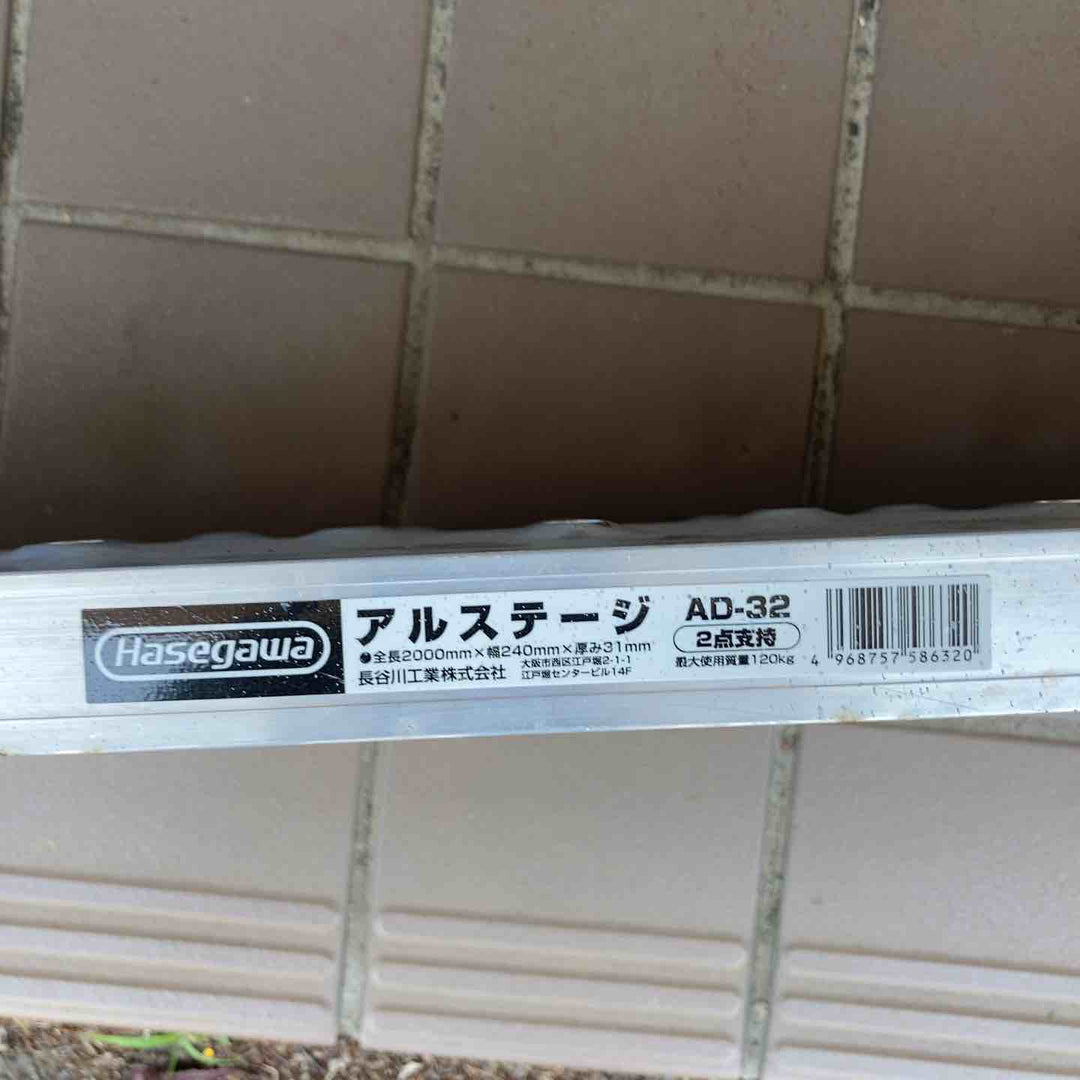 Hasegawa
アルステージ AD-32
●全長2000mm×幅240mm×厚み31mm
2点支持
長谷川工業株式会社
大阪市西区江戸堀2-1-1
江戸堀センタービル14F
最大使用質量120kg
4 968757 586320